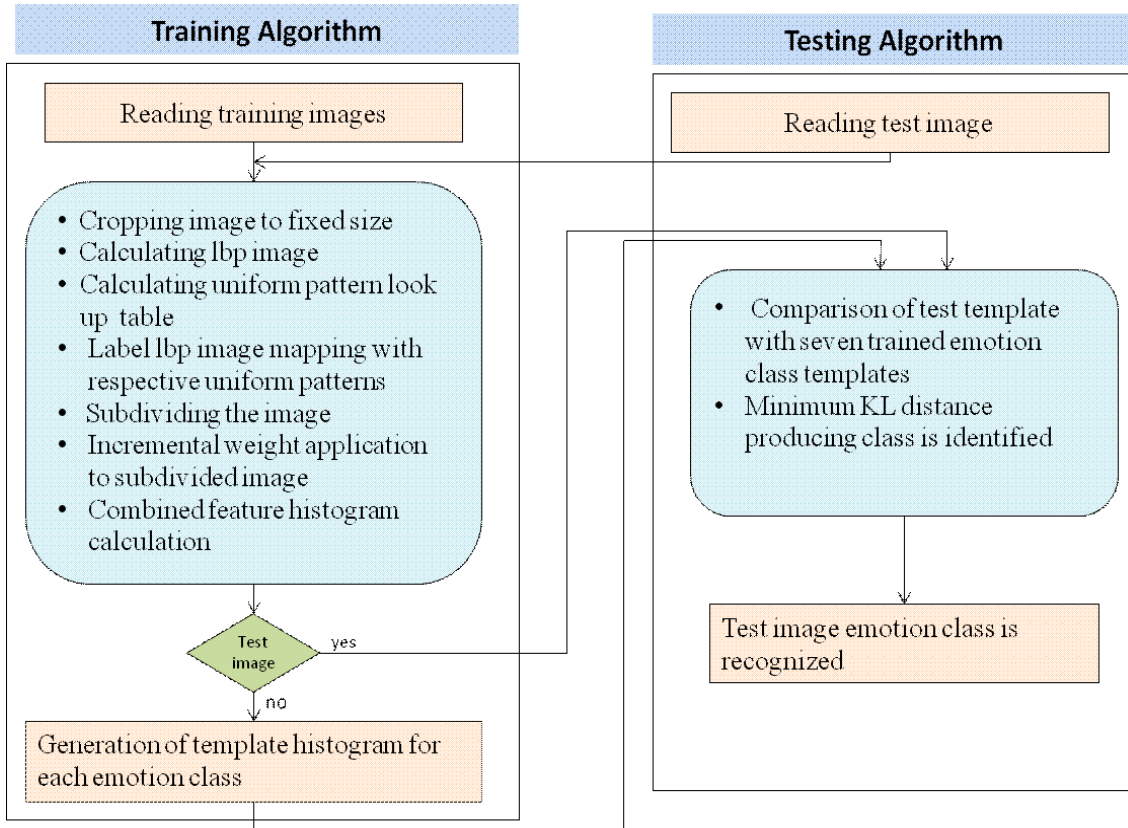 Training Algorithm
Reading training images
• Cropping image to fixed size
• Calculating lbp image
• Calculating uniform pattern look
up table
• Label lbp image mapping with
respective uniform patterns
• Subdividing the image
• Incremental weight application
to subdivided image
• Combined feature histogram
calculation
Test
image
yes
no
Generation of template histogram for
each emotion class
Testing Algorithm
Reading test image
• Comparison of test template
with seven trained emotion
class templates
• Minimum KL distance
producing class is identified
Test image emotion class is
recognized